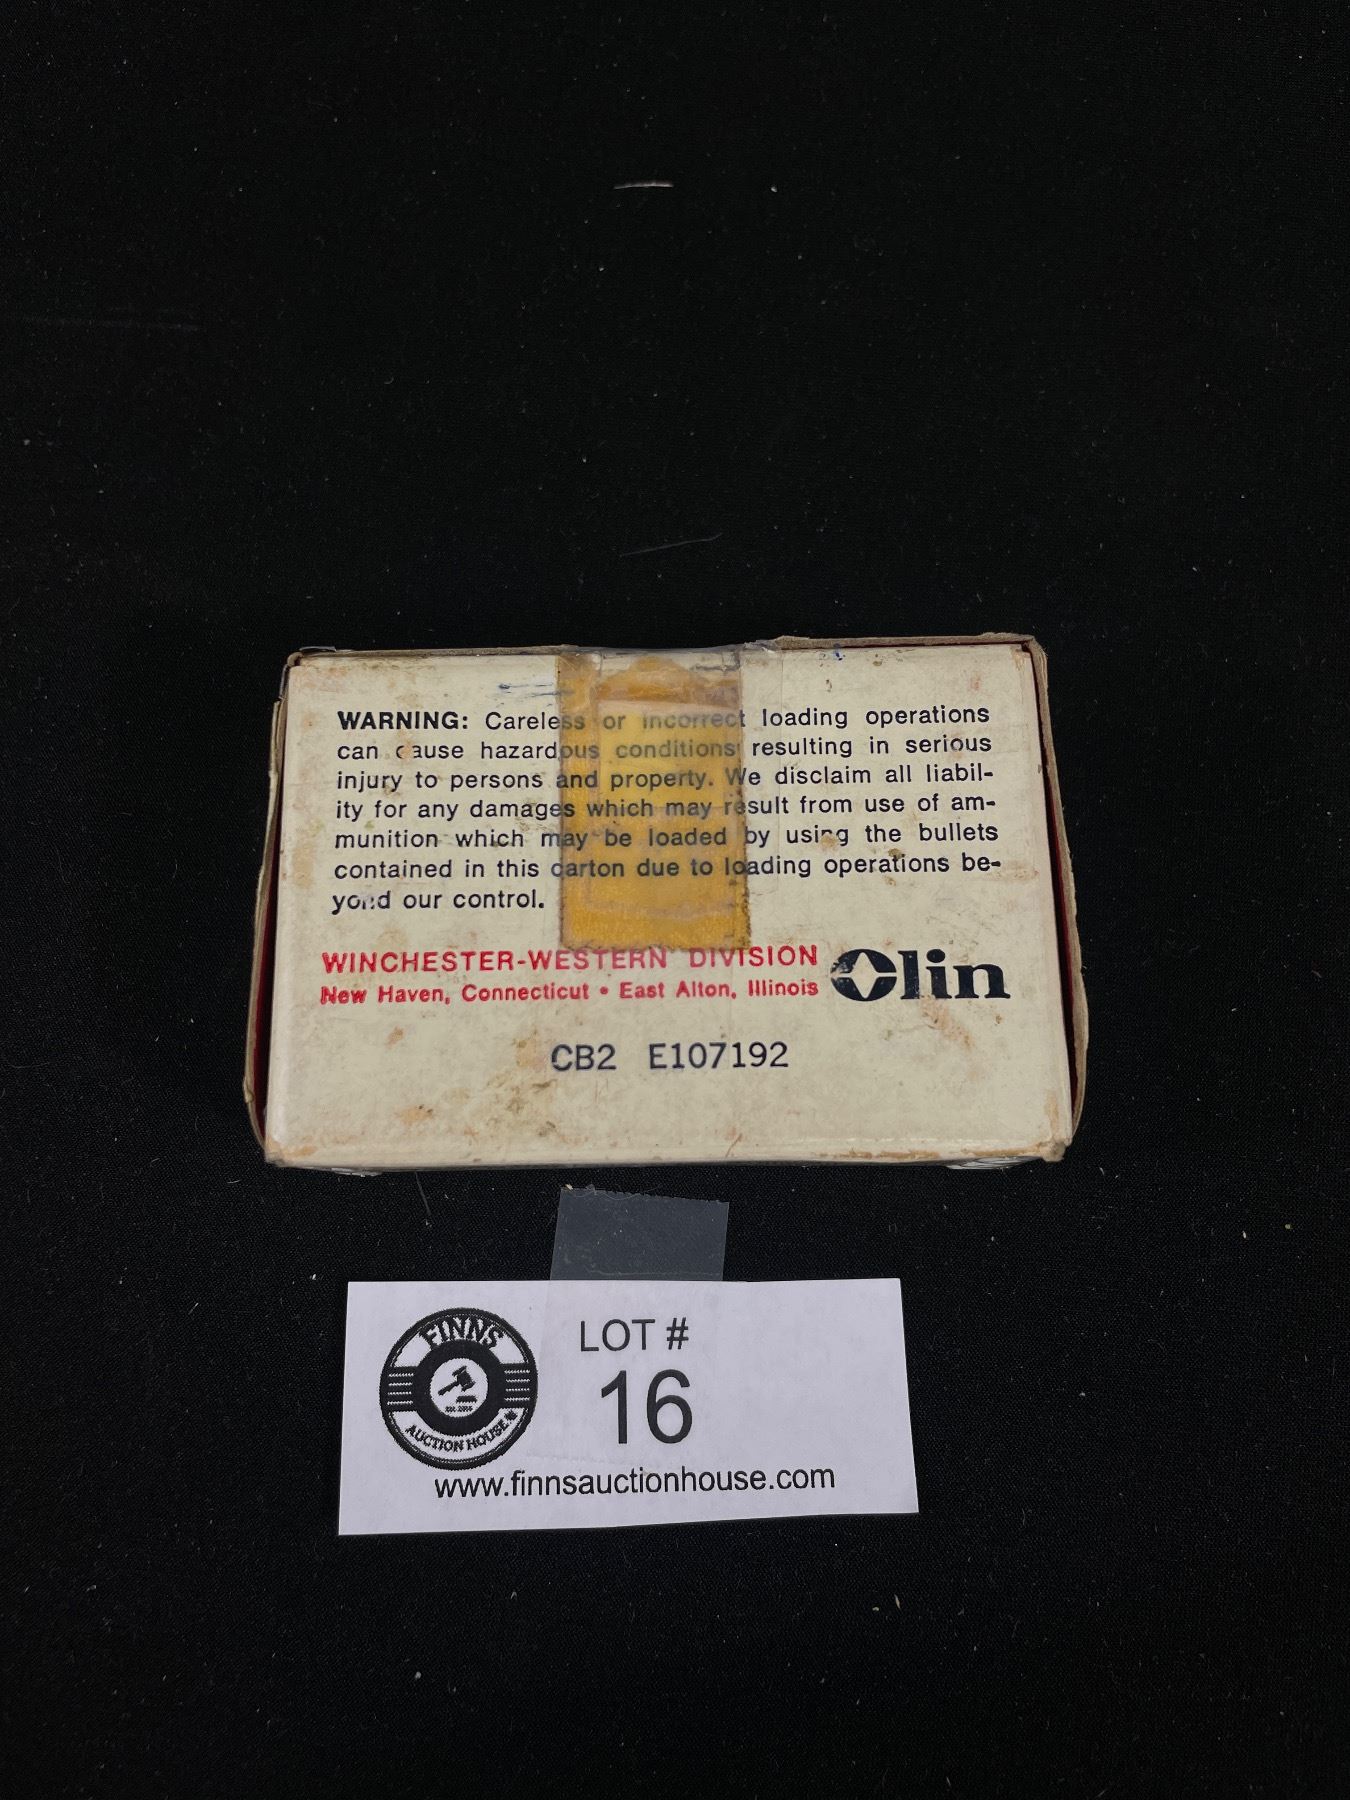 WARNING: Careless or incorrect loading operations
can cause hazardous conditions resulting in serious
injury to persons and property. We disclaim all liabil-
ity for any damages which may result from use of am-
munition which may be loaded by using the bullets
contained in this carton due to loading operations be-
yond our control.
WINCHESTER-WESTERN DIVISION
New Haven, Connecticut • East Alton, Illinois
Olin
CB2 E107192
FINNS
AUCTION HOUSE
LOT #
16
www.finnsauctionhouse.com